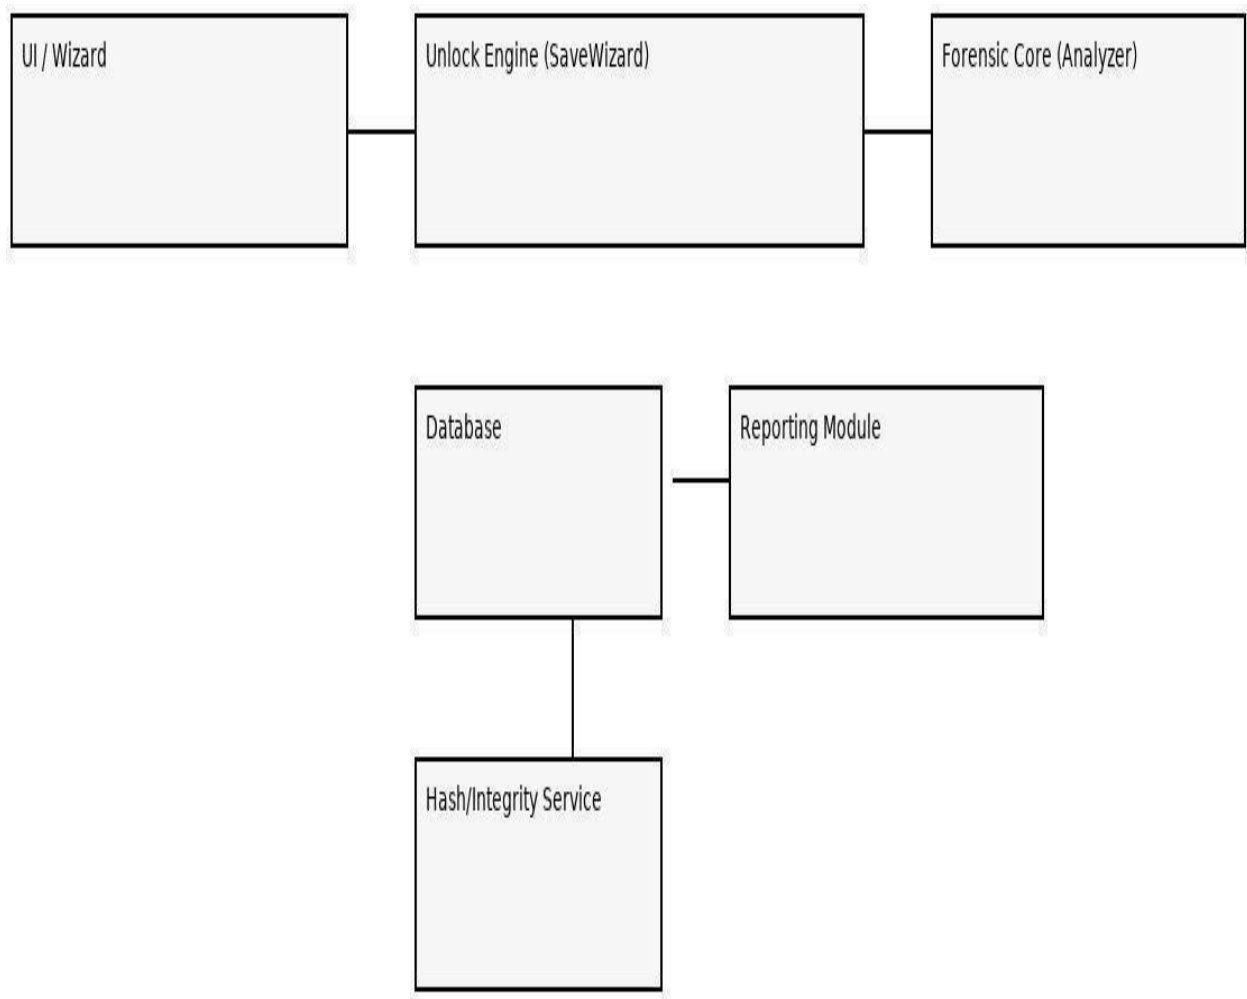 UI / Wizard
Unlock Engine (SaveWizard)
Forensic Core (Analyzer)
Database
Reporting Module
Hash/Integrity Service